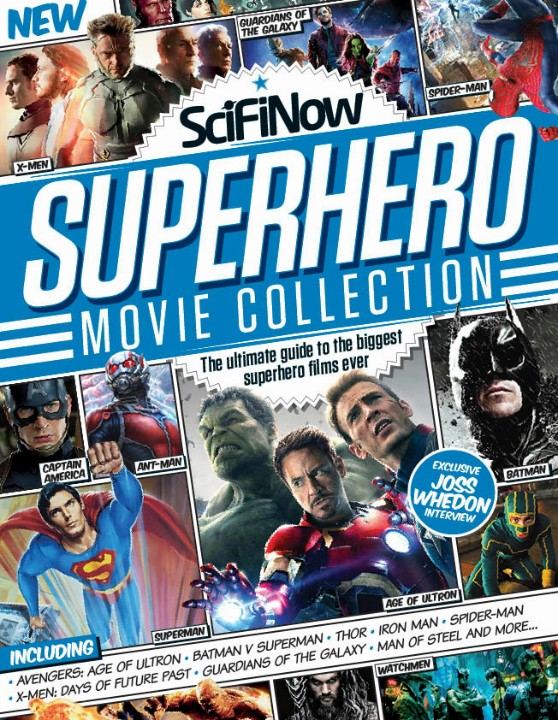 NEW
GUARDIANS OF
THE GALAXY
SPIDER-MAN
X-MEN
SciFiNow
SUPERHERO
MOVIE COLLECTION
The ultimate guide to the biggest
superhero films ever
CAPTAIN
AMERICA
ANT-MAN
BATMAN
EXCLUSIVE
JOSS
WHEDON
INTERVIEW
AGE OF ULTRON
SUPERMAN
INCLUDING
• AVENGERS: AGE OF ULTRON • BATMAN V SUPERMAN • THOR • IRON MAN • SPIDER-MAN
• X-MEN: DAYS OF FUTURE PAST • GUARDIANS OF THE GALAXY • MAN OF STEEL AND MORE...
WATCHMEN